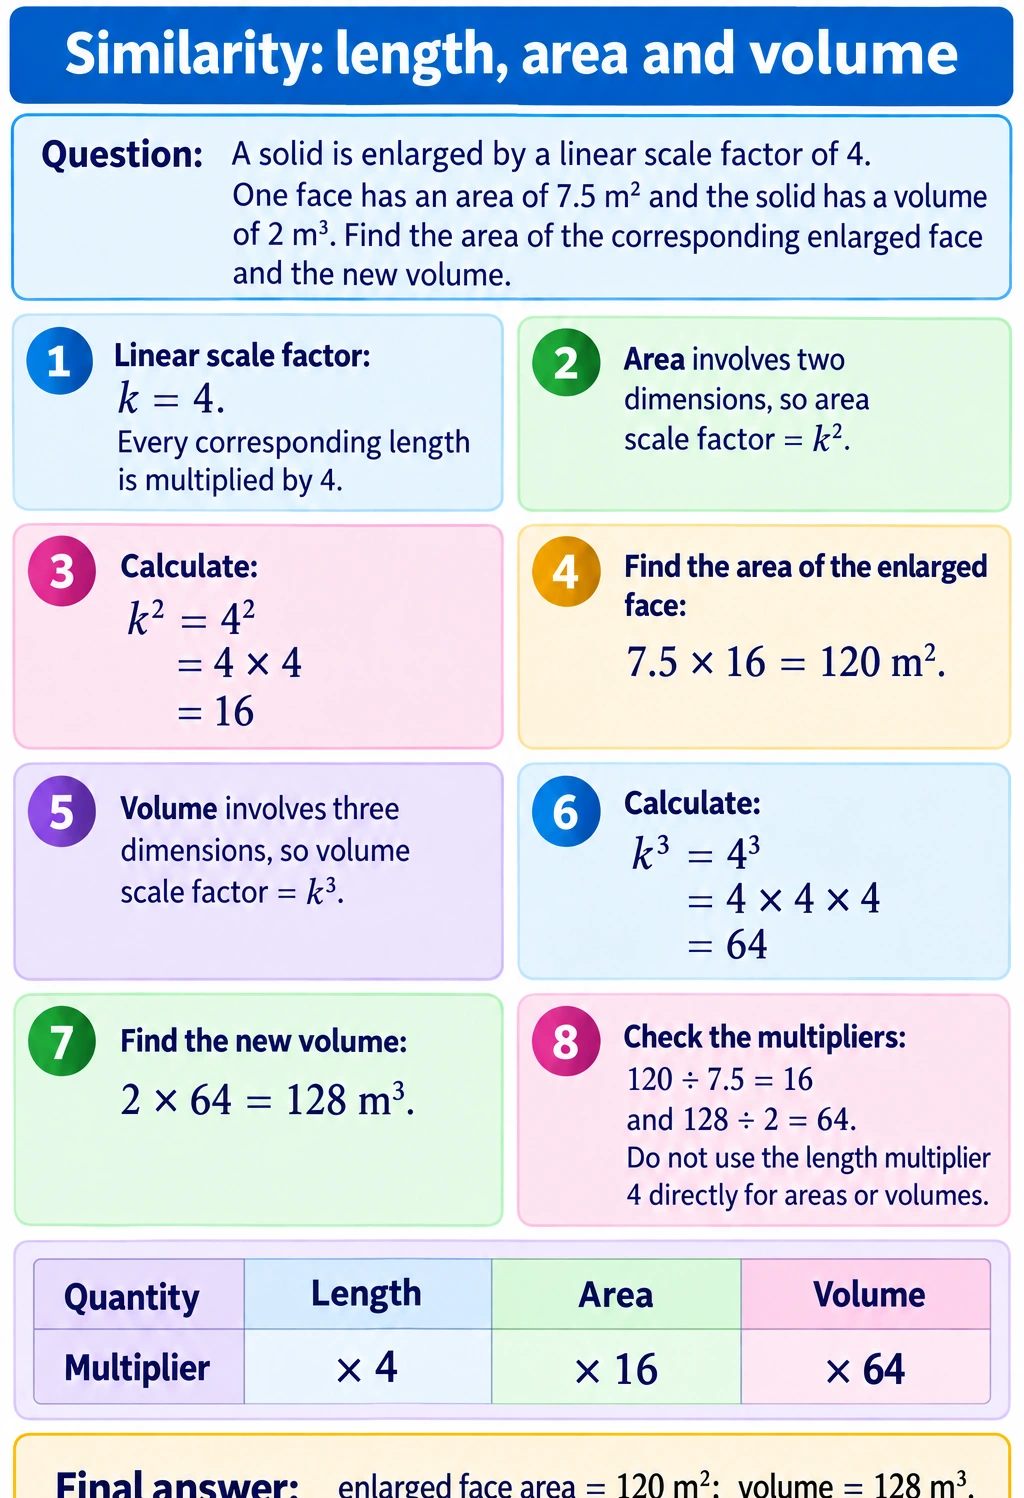 Similarity: length, area and volume
Question: A solid is enlarged by a linear scale factor of 4.
One face has an area of 7.5 m² and the solid has a volume
of 2 m³. Find the area of the corresponding enlarged face
and the new volume.
1 Linear scale factor:
k = 4.
Every corresponding length
is multiplied by 4.
2 Area involves two
dimensions, so area
scale factor = k².
3 Calculate:
k² = 4²
= 4 × 4
= 16
4 Find the area of the enlarged
face:
7.5 × 16 = 120 m².
5 Volume involves three
dimensions, so volume
scale factor = k³.
6 Calculate:
k³ = 4³
= 4 × 4 × 4
= 64
7 Find the new volume:
2 × 64 = 128 m³.
8 Check the multipliers:
120 ÷ 7.5 = 16
and 128 ÷ 2 = 64.
Do not use the length multiplier
4 directly for areas or volumes.
Quantity Length Area Volume
Multiplier × 4 × 16 × 64
Final answer: enlarged face area = 120 m²; volume = 128 m³.